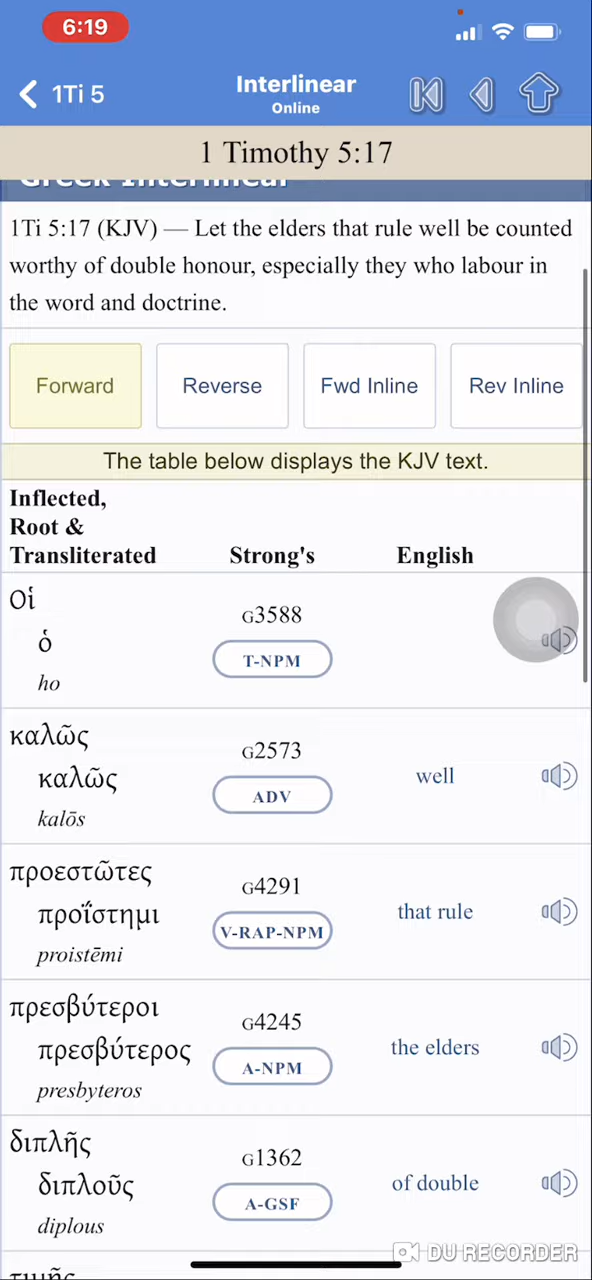 6:19
1Ti 5
Interlinear
Online
1 Timothy 5:17
Greek Interlinear
1Ti 5:17 (KJV) — Let the elders that rule well be counted
worthy of double honour, especially they who labour in
the word and doctrine.
Forward Reverse Fwd Inline Rev Inline
The table below displays the KJV text.
Inflected,
Root &
Transliterated Strong's English
Οἱ
ὁ
ho
G3588
T-NPM
καλῶς
καλῶς
kalōs
G2573
ADV
well
προεστῶτες
προΐστημι
proistēmi
G4291
V-RAP-NPM
that rule
πρεσβύτεροι
πρεσβύτερος
presbyteros
G4245
A-NPM
the elders
διπλῆς
διπλοῦς
diplous
G1362
A-GSF
of double
τιμῆς
DU RECORDER